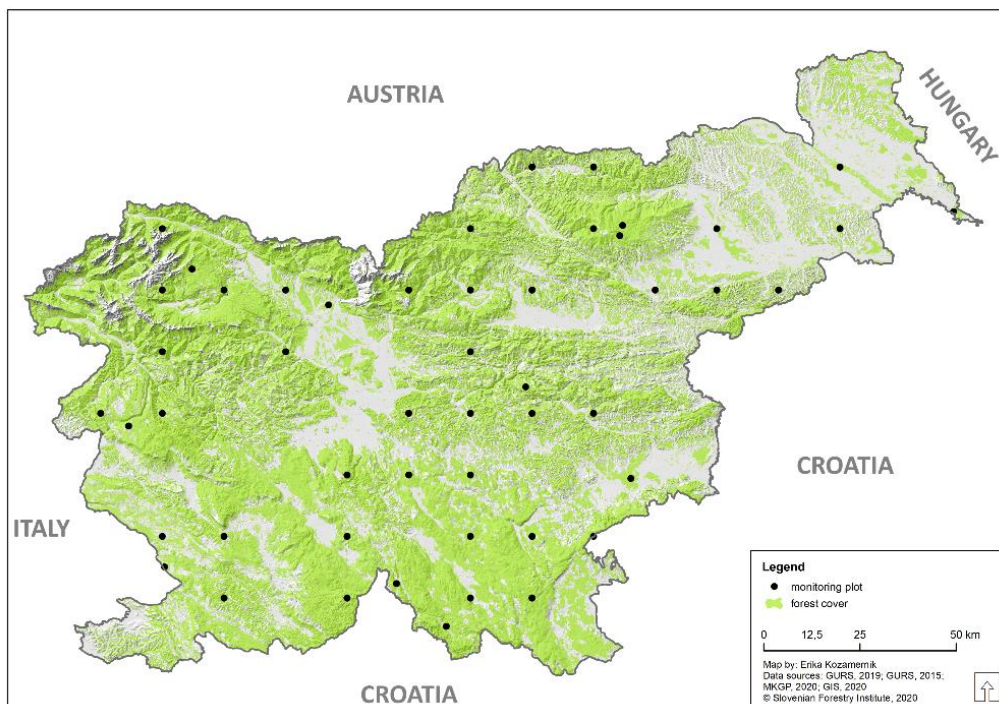 AUSTRIA
HUNGARY
CROATIA
ITALY
CROATIA
Legend
monitoring plot
forest cover
0 12,5 25 50 km
Map by: Erika Kozamernik
Data sources: GURS, 2019; GURS, 2015;
MKGP, 2020; GIS, 2020
© Slovenian Forestry Institute, 2020